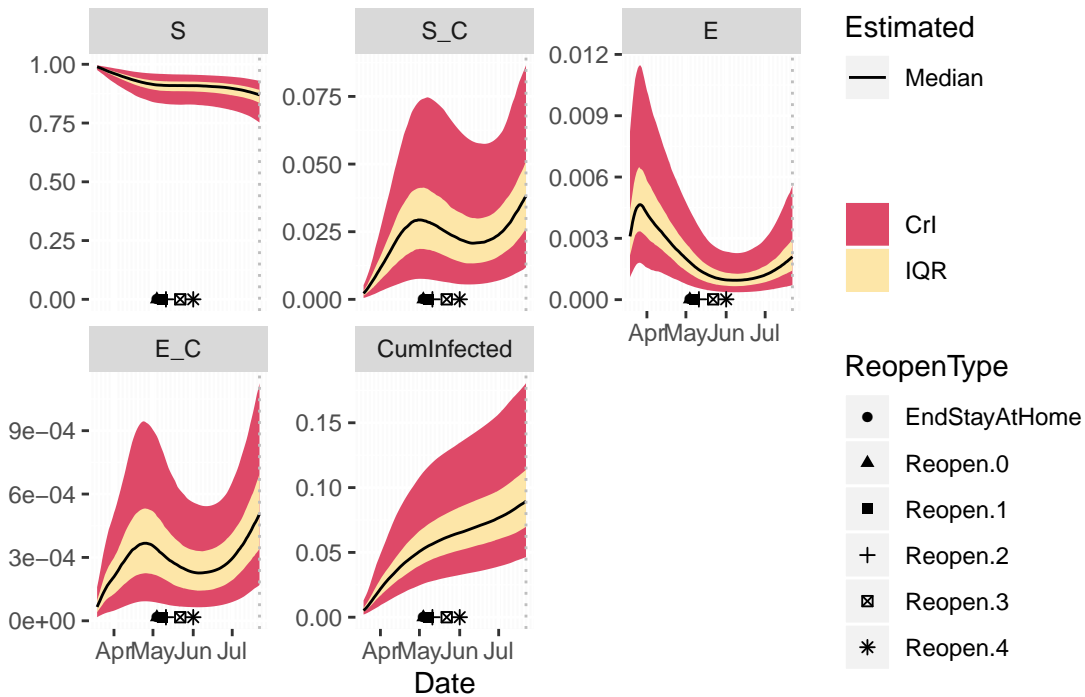 S
S_C
E
1.00
0.75
0.50
0.25
0.00
0.075
0.050
0.025
0.000
0.012
0.009
0.006
0.003
0.000
Apr May Jun Jul
E_C
CumInfected
9e−04
6e−04
3e−04
0e+00
0.15
0.10
0.05
0.00
Apr May Jun Jul
Apr May Jun Jul
Date
Estimated
Median
CrI
IQR
ReopenType
EndStayAtHome
Reopen.0
Reopen.1
Reopen.2
Reopen.3
Reopen.4